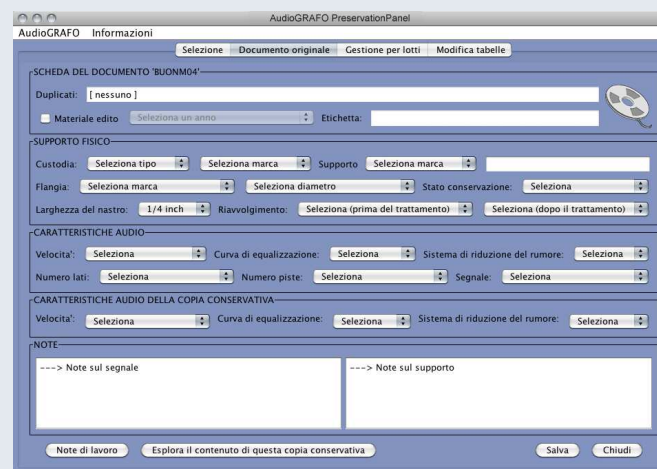 AudioGRAFO PreservationPanel
AudioGRAFO Informazioni
Selezione Documento originale Gestione per lotti Modifica tabelle
SCHEDA DEL DOCUMENTO 'BUONM04'
Duplicati: [ nessuno ]
Materiale edito Seleziona un anno Etichetta:
SUPPORTO FISICO
Custodia: Seleziona tipo Seleziona marca Supporto Seleziona marca
Flangia: Seleziona marca Seleziona diametro Stato conservazione: Seleziona
Larghezza del nastro: 1/4 inch Riavvolgimento: Seleziona (prima del trattamento) Seleziona (dopo il trattamento)
CARATTERISTICHE AUDIO
Velocita': Seleziona Curva di equalizzazione: Seleziona Sistema di riduzione del rumore: Seleziona
Numero lati: Seleziona Numero piste: Seleziona Segnale: Seleziona
CARATTERISTICHE AUDIO DELLA COPIA CONSERVATIVA
Velocita': Seleziona Curva di equalizzazione: Seleziona Sistema di riduzione del rumore: Seleziona
NOTE
---> Note sul segnale ---> Note sul supporto
Note di lavoro Esplora il contenuto di questa copia conservativa Salva Chiudi